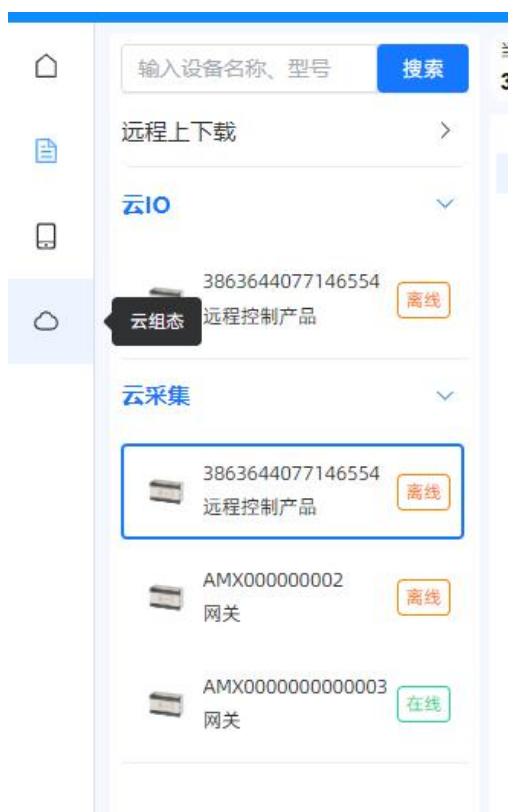 输入设备名称、型号
搜索
远程上下载
云IO
3863644077146554
远程控制产品
离线
云组态
云采集
3863644077146554
远程控制产品
离线
AMX000000002
网关
离线
AMX0000000000003
网关
在线